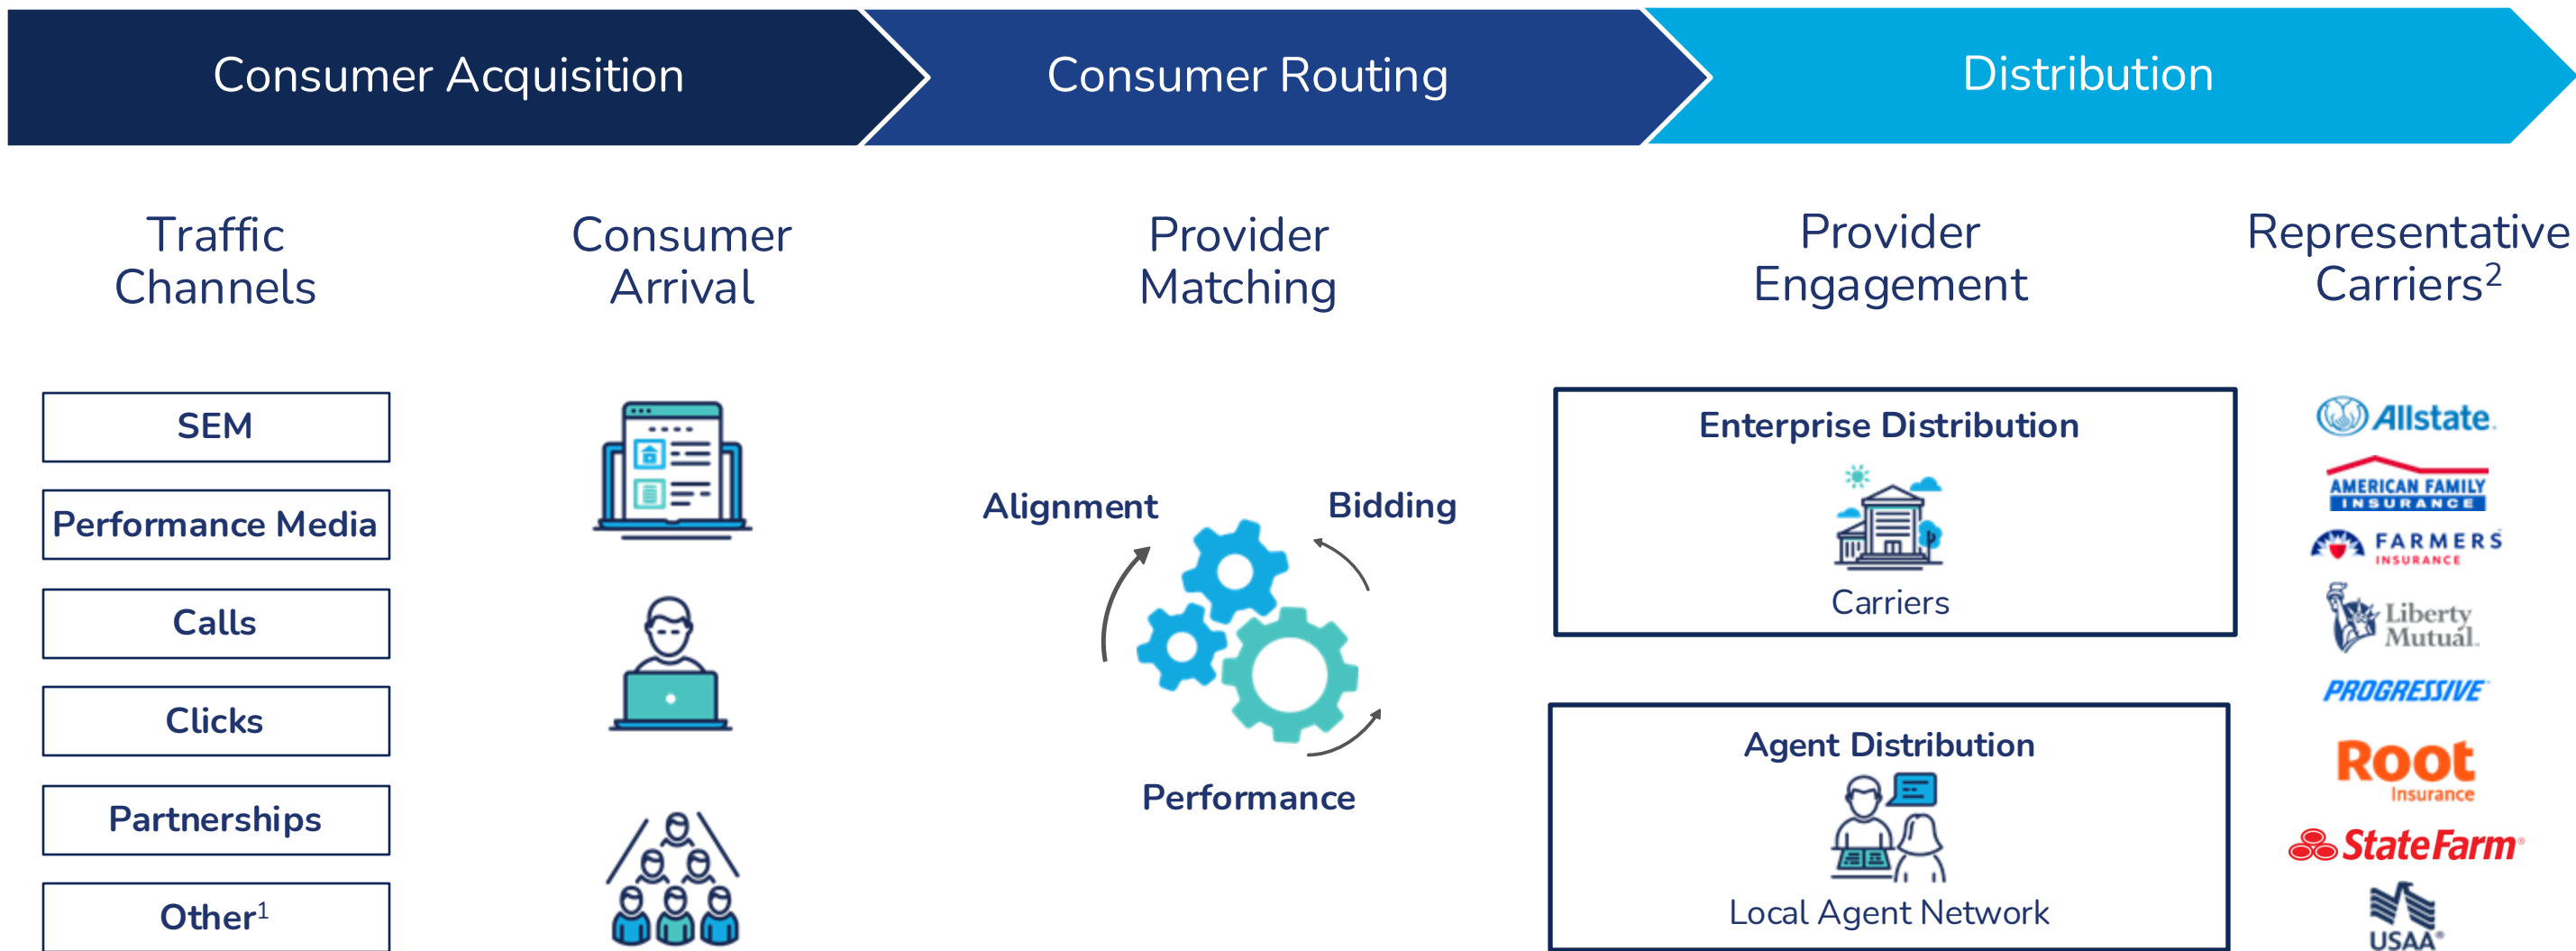 Consumer Acquisition
Consumer Routing
Distribution
Traffic
Channels
Consumer
Arrival
Provider
Matching
Provider
Engagement
Representative
Carriers²
SEM
Performance Media
Calls
Clicks
Partnerships
Other¹
Alignment
Bidding
Performance
Enterprise Distribution
Carriers
Agent Distribution
Local Agent Network
Allstate.
AMERICAN FAMILY
INSURANCE
FARMERS
INSURANCE
Liberty
Mutual.
PROGRESSIVE
Root
Insurance
State Farm®
USAA®